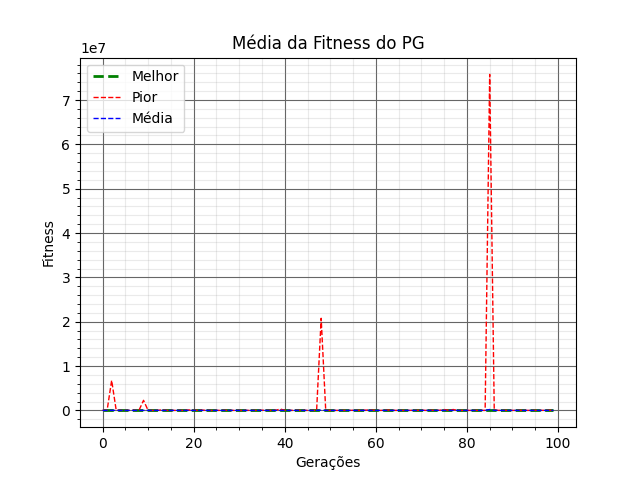 Média da Fitness do PG
1e7
Melhor
Pior
Média
7
6
5
4
3
2
1
0
Fitness
0 20 40 60 80 100
Gerações